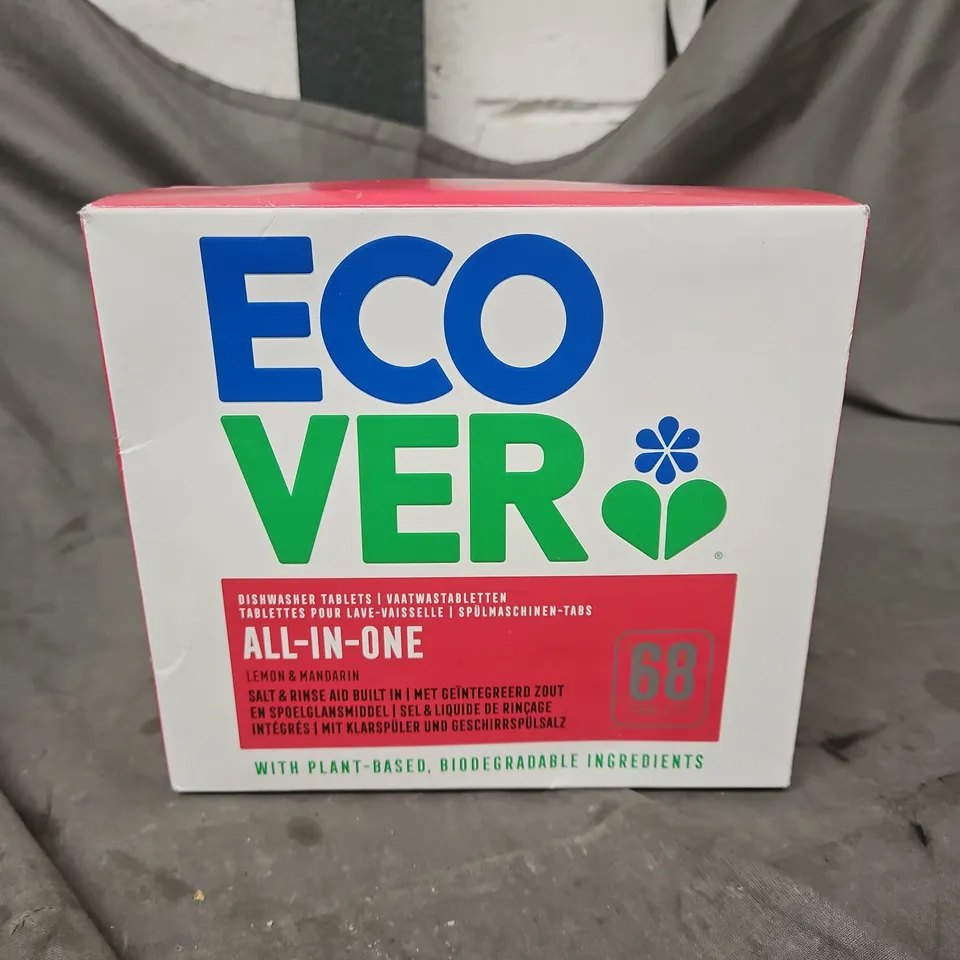 ECO
VER
®
DISHWASHER TABLETS | VAATWASTABLETTEN
TABLETTES POUR LAVE-VAISSELLE | SPÜLMASCHINEN-TABS
ALL-IN-ONE
LEMON & MANDARIN
68
SALT & RINSE AID BUILT IN | MET GEÏNTEGREERD ZOUT
EN SPOELGLANSMIDDEL | SEL & LIQUIDE DE RINÇAGE
INTÉGRÉS | MIT KLARSPÜLER UND GESCHIRRSPÜLSALZ
WITH PLANT-BASED, BIODEGRADABLE INGREDIENTS